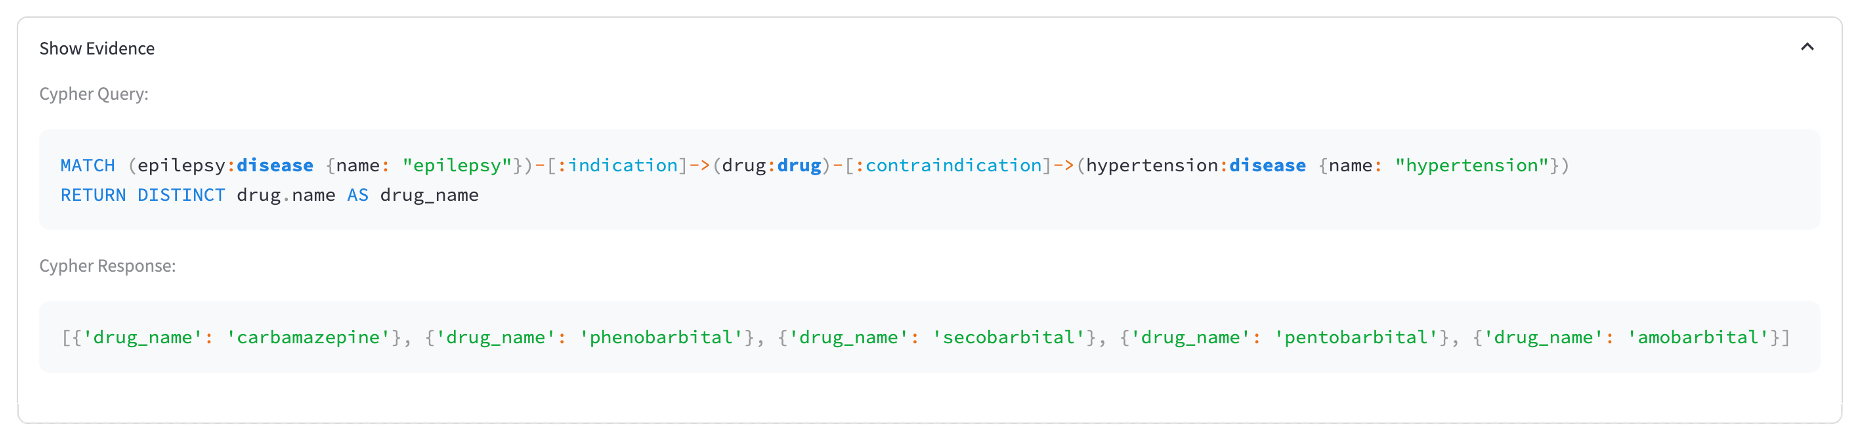 Show Evidence
Cypher Query:
MATCH (epilepsy:disease {name: "epilepsy"})-[:indication]->(drug:drug)-[:contraindication]->(hypertension:disease {name: "hypertension"})
RETURN DISTINCT drug.name AS drug_name
Cypher Response:
[{'drug_name': 'carbamazepine'}, {'drug_name': 'phenobarbital'}, {'drug_name': 'secobarbital'}, {'drug_name': 'pentobarbital'}, {'drug_name': 'amobarbital'}]